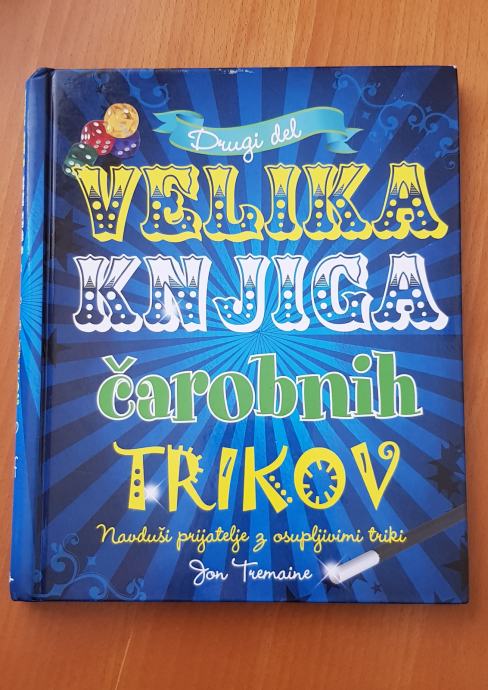 Drugi del
VELIKA
KNJIGA
čarobnih
TRIKOV
Navduši prijatelje z osupljivimi triki
Jon Tremaine